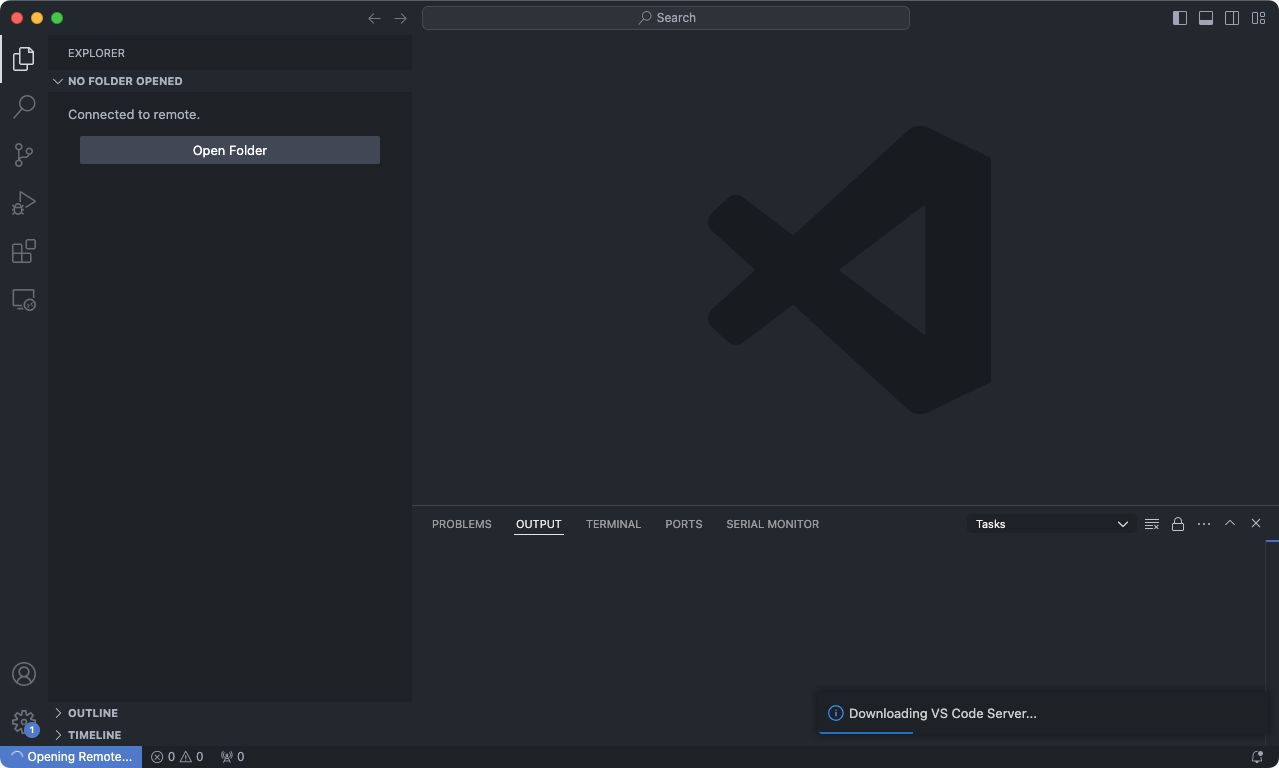 Search
EXPLORER
NO FOLDER OPENED
Connected to remote.
Open Folder
PROBLEMS OUTPUT TERMINAL PORTS SERIAL MONITOR Tasks
OUTLINE
TIMELINE
Downloading VS Code Server...
1
Opening Remote... 0 0 0